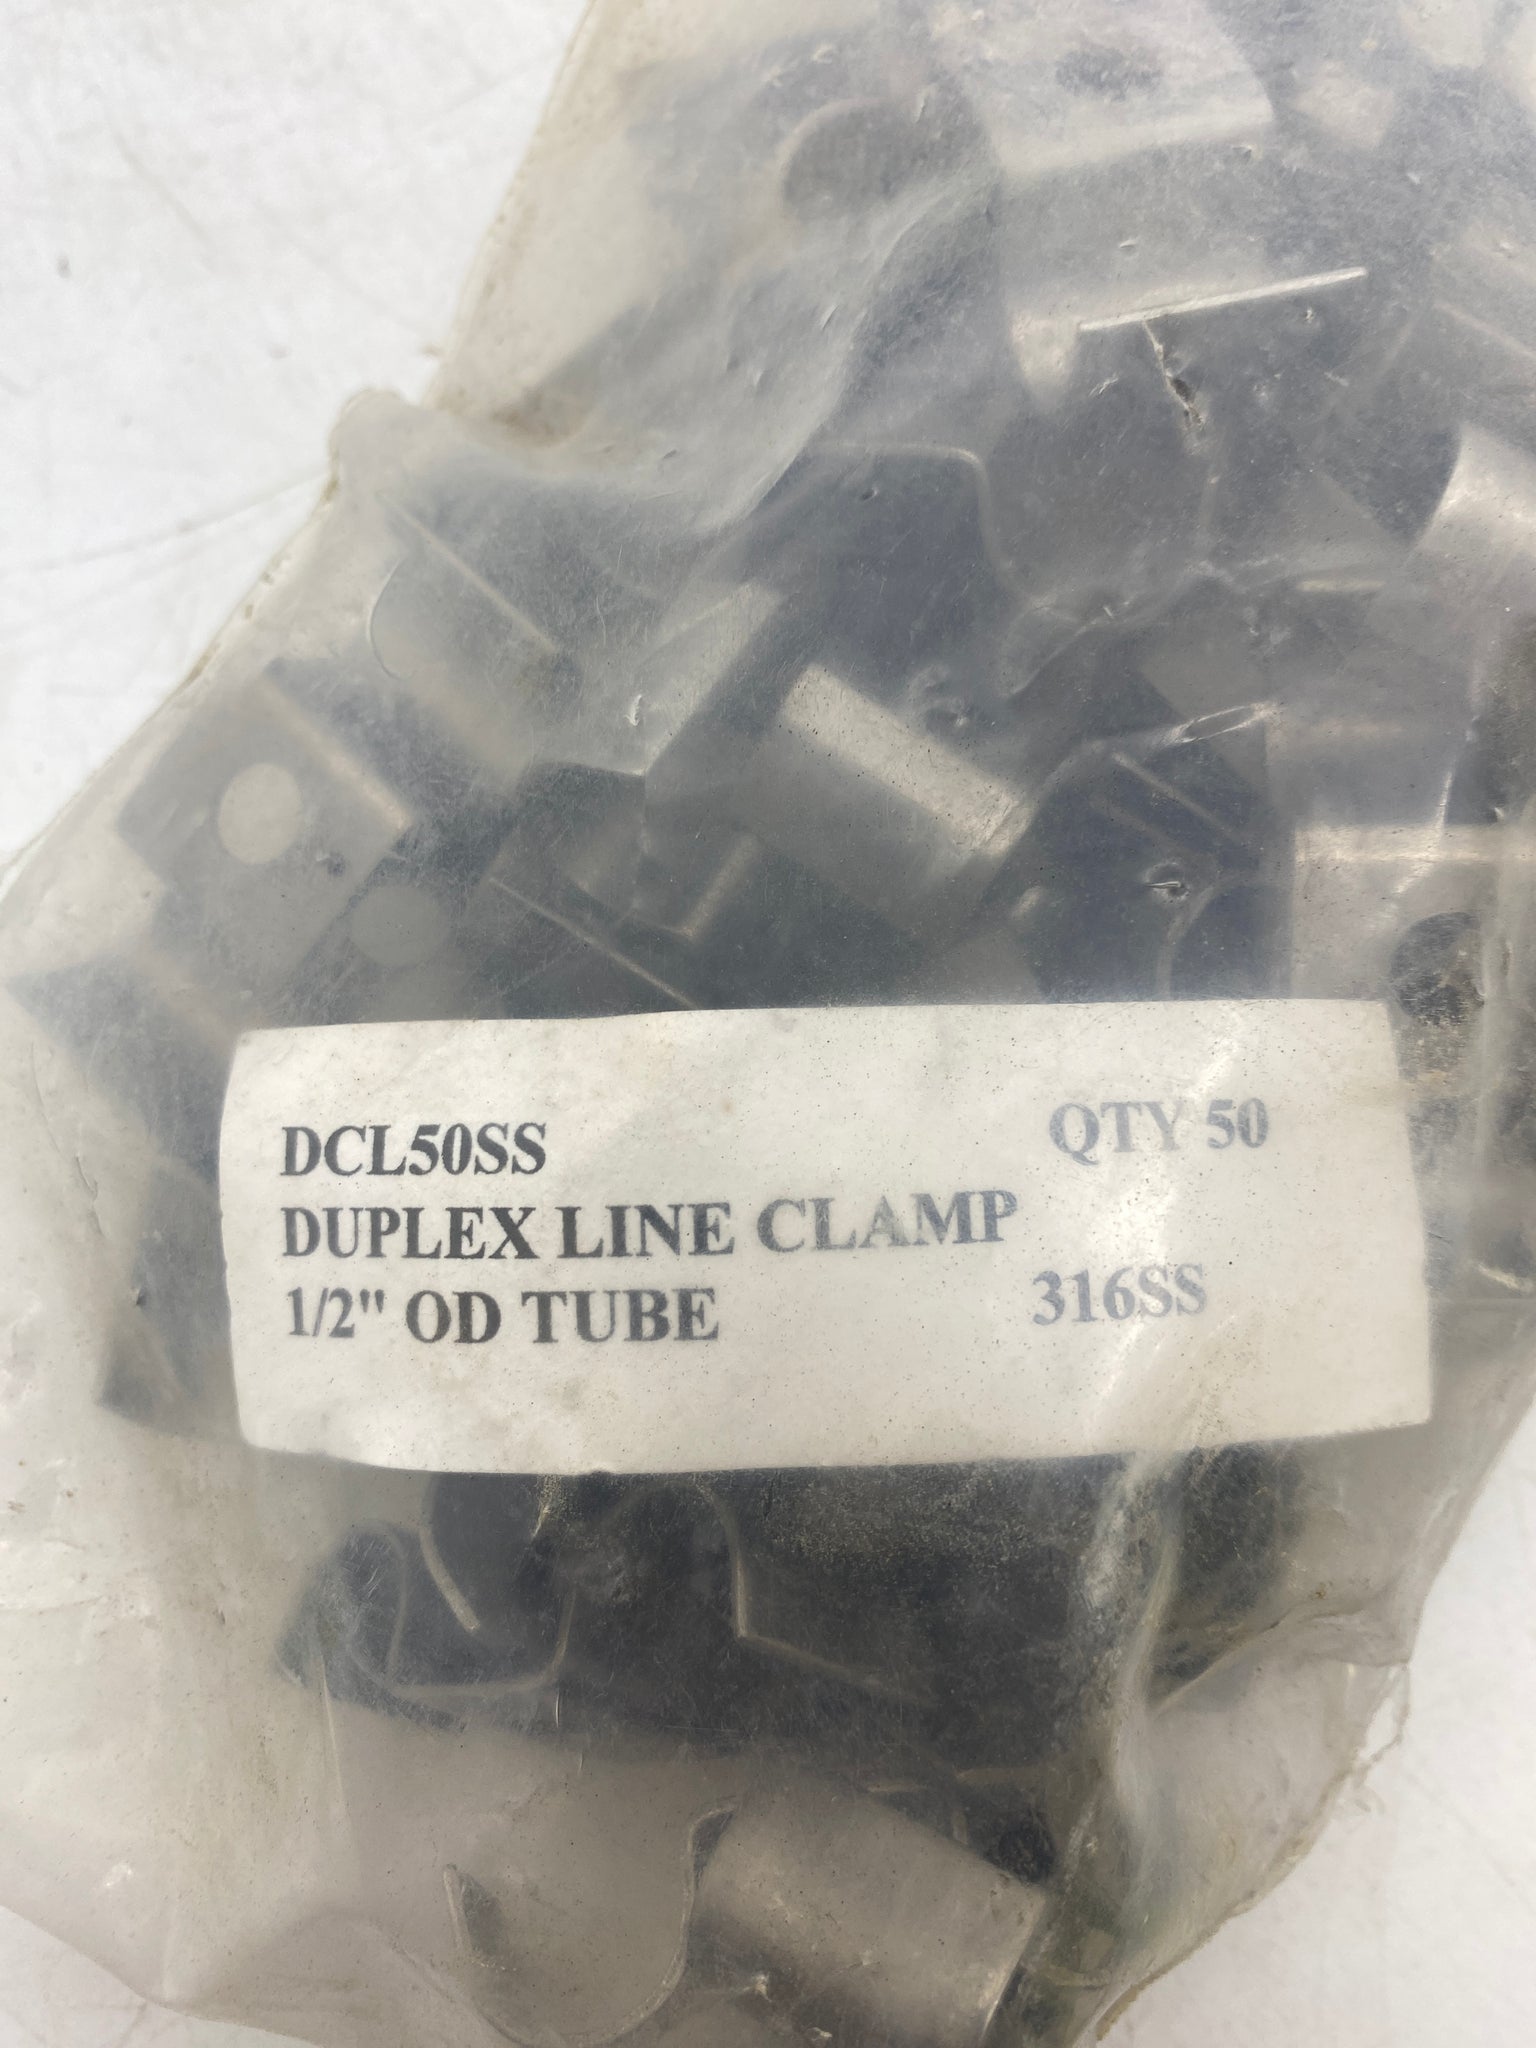 DCL50SS QTY 50
DUPLEX LINE CLAMP
1/2" OD TUBE 316SS